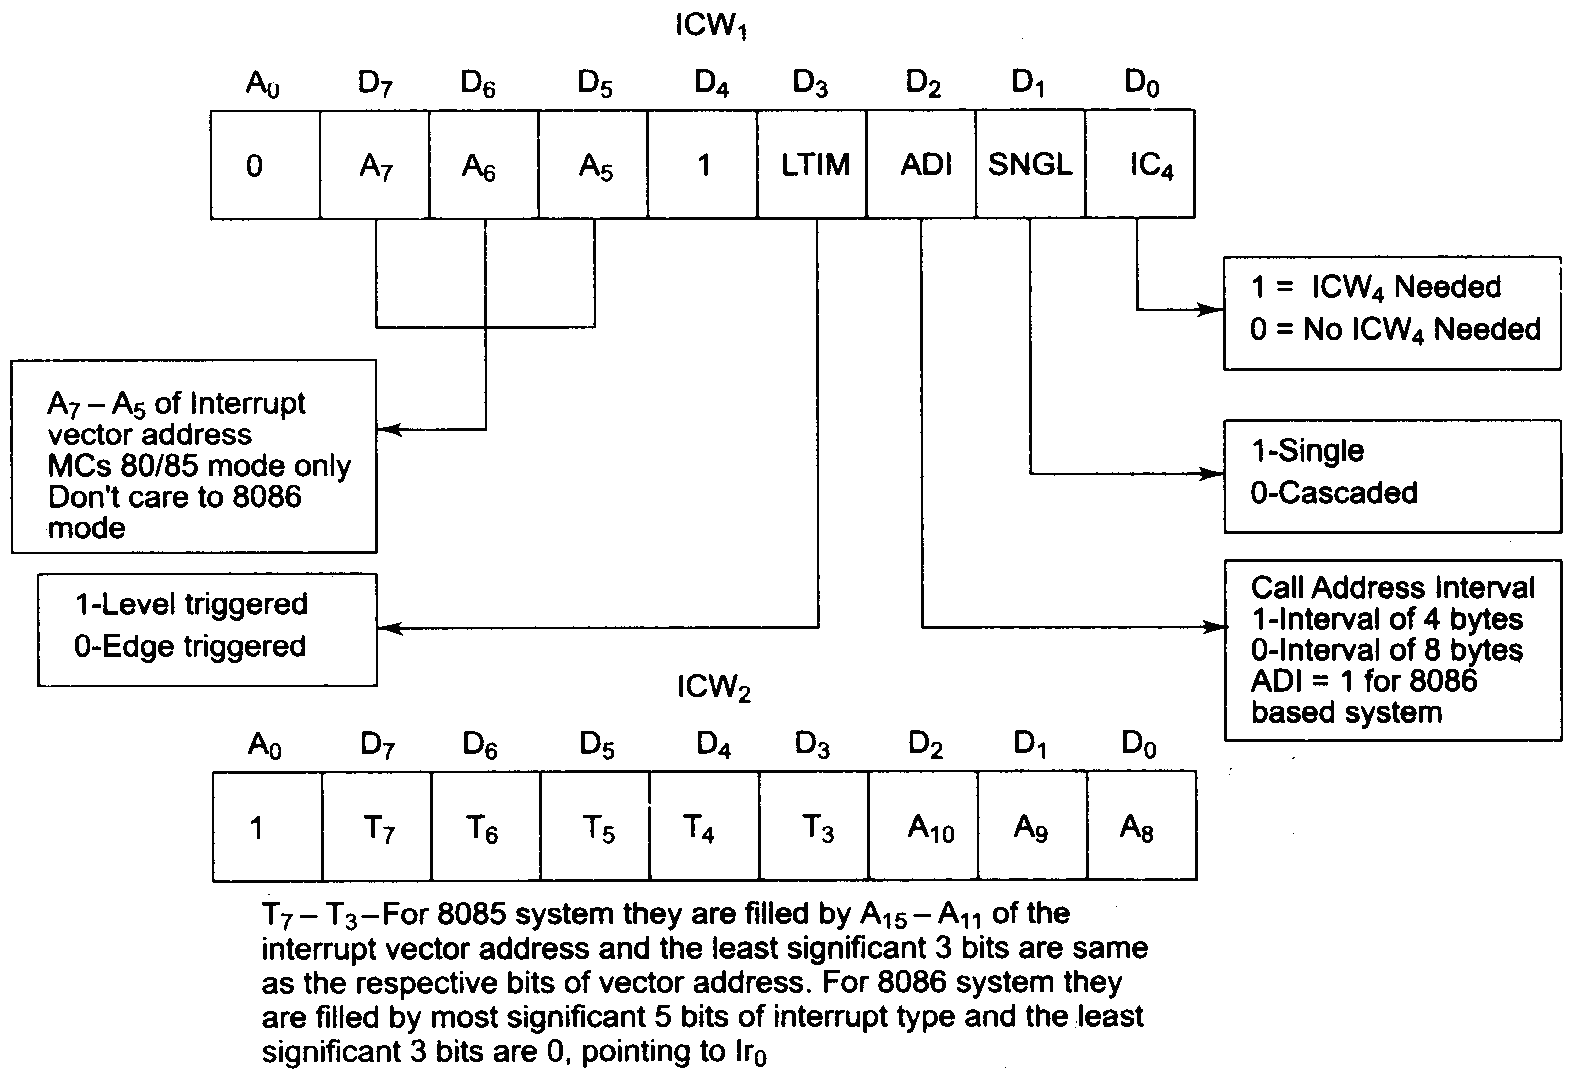 ICW₁
A₀ D₇ D₆ D₅ D₄ D₃ D₂ D₁ D₀
0 A₇ A₆ A₅ 1 LTIM ADI SNGL IC₄
1 = ICW₄ Needed
0 = No ICW₄ Needed
A₇ – A₅ of Interrupt
vector address
MCs 80/85 mode only
Don't care to 8086
mode
1-Single
0-Cascaded
1-Level triggered
0-Edge triggered
Call Address Interval
1-Interval of 4 bytes
0-Interval of 8 bytes
ADI = 1 for 8086
based system
ICW₂
A₀ D₇ D₆ D₅ D₄ D₃ D₂ D₁ D₀
1 T₇ T₆ T₅ T₄ T₃ A₁₀ A₉ A₈
T₇ – T₃–For 8085 system they are filled by A₁₅ – A₁₁ of the
interrupt vector address and the least significant 3 bits are same
as the respective bits of vector address. For 8086 system they
are filled by most significant 5 bits of interrupt type and the least
significant 3 bits are 0, pointing to Ir₀